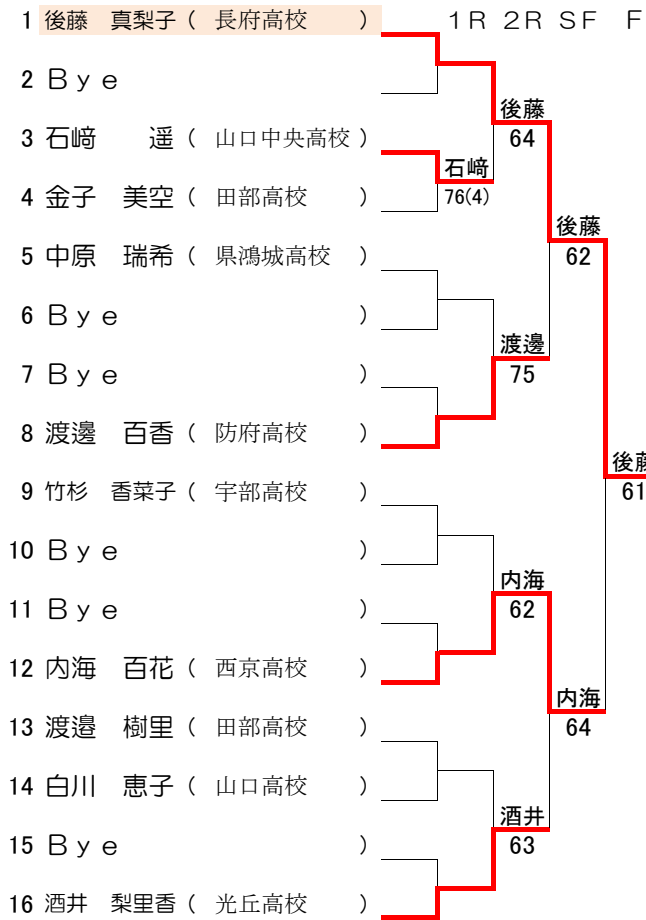 1R 2R SF F
1 後藤 真梨子 ( 長府高校 )
2 Bye )
後藤
3 石﨑 遥 ( 山口中央高校 )
64
石﨑
4 金子 美空 ( 田部高校 )
76(4)
後藤
5 中原 瑞希 ( 県鴻城高校 )
62
6 Bye )
渡邉
7 Bye )
75
8 渡邉 百香 ( 防府高校 )
後藤
9 竹杉 香菜子 ( 宇部高校 )
61
10 Bye )
内海
11 Bye )
62
12 内海 百花 ( 西京高校 )
内海
13 渡邉 樹里 ( 田部高校 )
64
14 白川 恵子 ( 山口高校 )
酒井
15 Bye )
63
16 酒井 梨里香 ( 光丘高校 )